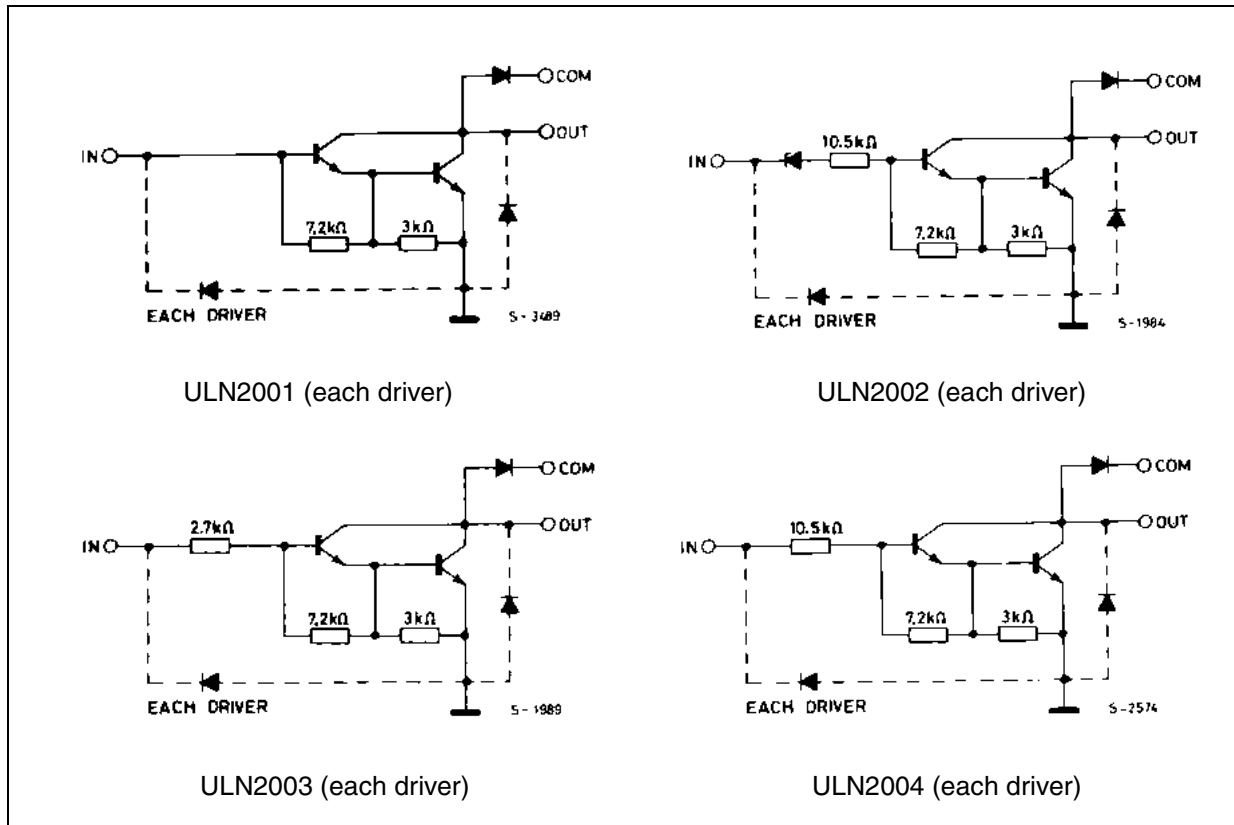 COM
OUT
IN
7.2kΩ 3kΩ
EACH DRIVER
S-3489
ULN2001 (each driver)
COM
OUT
IN
10.5kΩ
7.2kΩ 3kΩ
EACH DRIVER
S-1984
ULN2002 (each driver)
COM
OUT
IN
2.7kΩ
7.2kΩ 3kΩ
EACH DRIVER
ULN2003 (each driver)
COM
OUT
IN
10.5kΩ
7.2kΩ 3kΩ
EACH DRIVER
S-2574
ULN2004 (each driver)